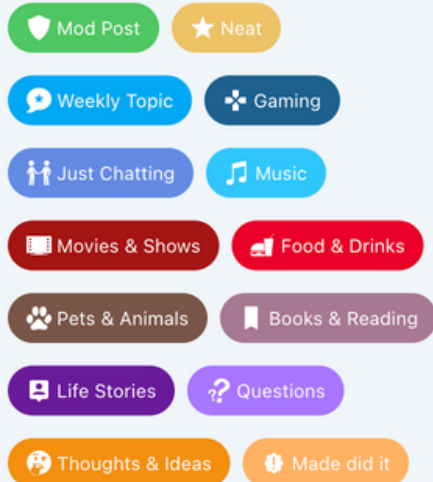 Mod Post Neat
Weekly Topic Gaming
Just Chatting Music
Movies & Shows Food & Drinks
Pets & Animals Books & Reading
Life Stories Questions
Thoughts & Ideas Made did it